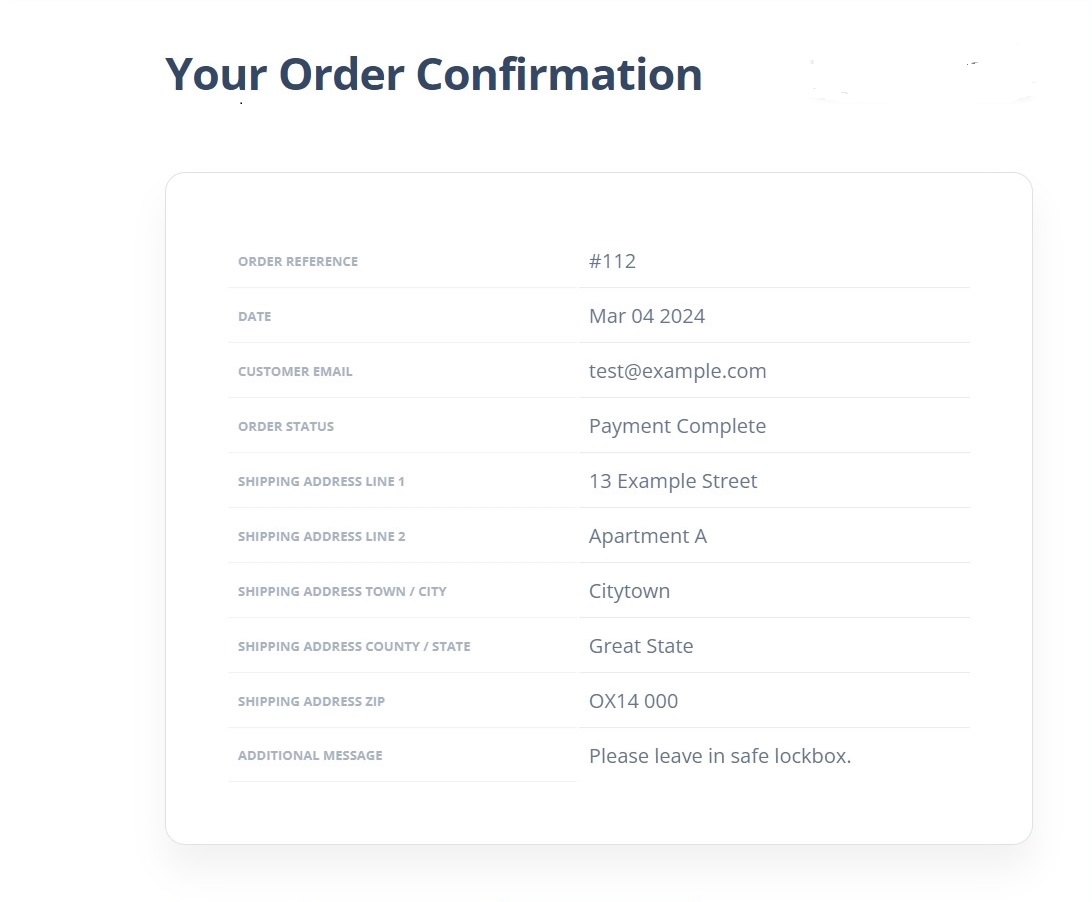 Your Order Confirmation
ORDER REFERENCE #112
DATE Mar 04 2024
CUSTOMER EMAIL test@example.com
ORDER STATUS Payment Complete
SHIPPING ADDRESS LINE 1 13 Example Street
SHIPPING ADDRESS LINE 2 Apartment A
SHIPPING ADDRESS TOWN / CITY Citytown
SHIPPING ADDRESS COUNTY / STATE Great State
SHIPPING ADDRESS ZIP OX14 000
ADDITIONAL MESSAGE Please leave in safe lockbox.